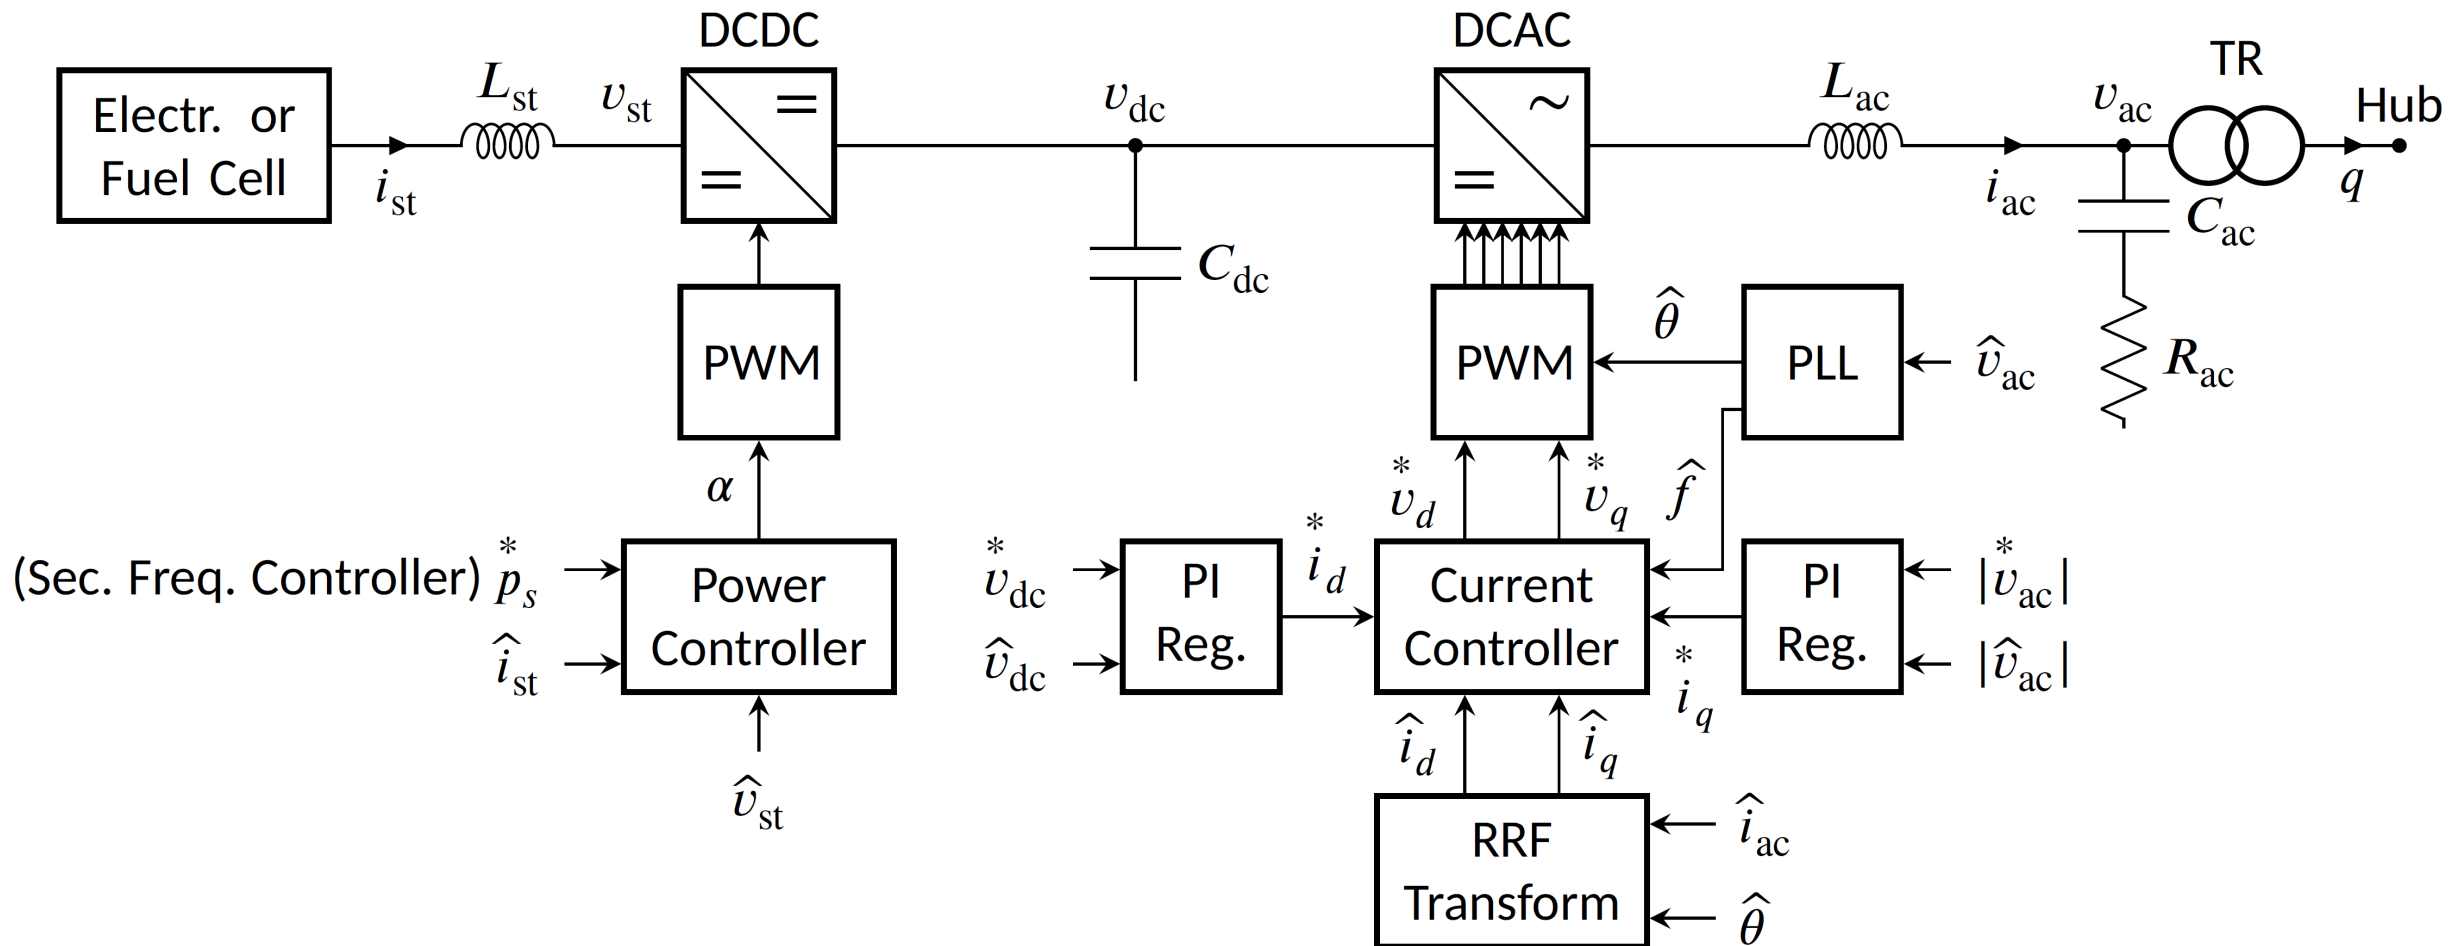 DCDC
DCAC
TR
Electr. or
Fuel Cell
L_st
v_st
v_dc
L_ac
v_ac
Hub
=
=
∼
=
i_st
i_ac
q
C_ac
C_dc
PWM
PWM
θ̂
PLL
v̂_ac
R_ac
α
v*_d
v*_q
f̂
(Sec. Freq. Controller) p*_s
î_st
Power
Controller
v*_dc
v̂_dc
PI
Reg.
i*_d
Current
Controller
i*_q
PI
Reg.
|v*_ac|
|v̂_ac|
v̂_st
î_d
î_q
RRF
Transform
î_ac
θ̂